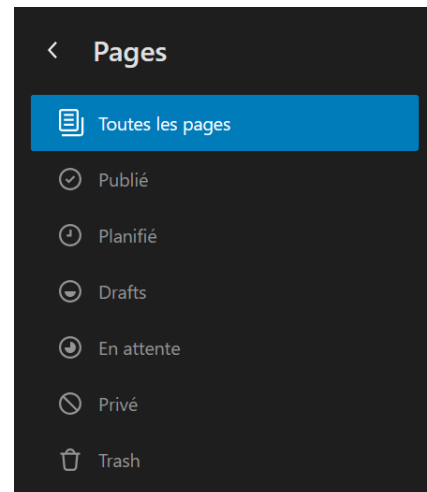 Pages
Toutes les pages
Publié
Planifié
Drafts
En attente
Privé
Trash